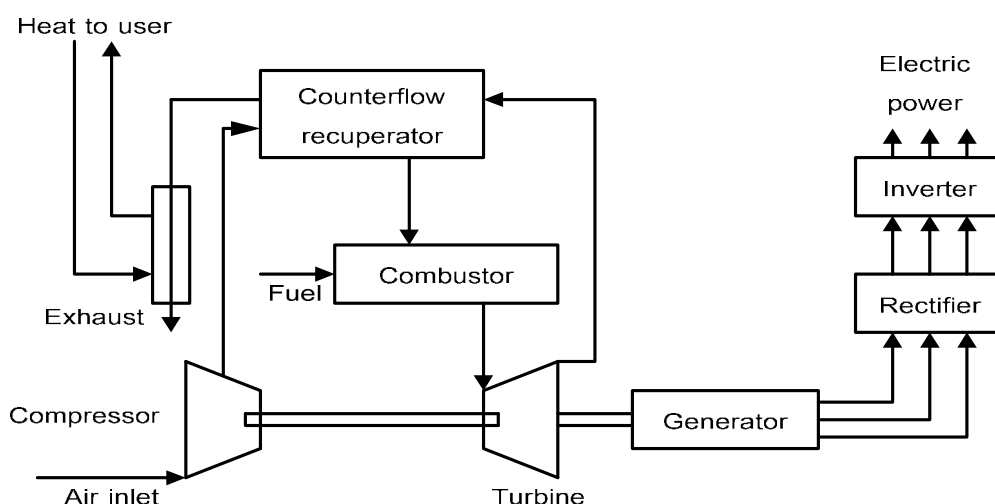 Heat to user
Electric
power
Counterflow
recuperator
Inverter
Combustor
Fuel
Rectifier
Exhaust
Compressor
Generator
Air inlet
Turbine